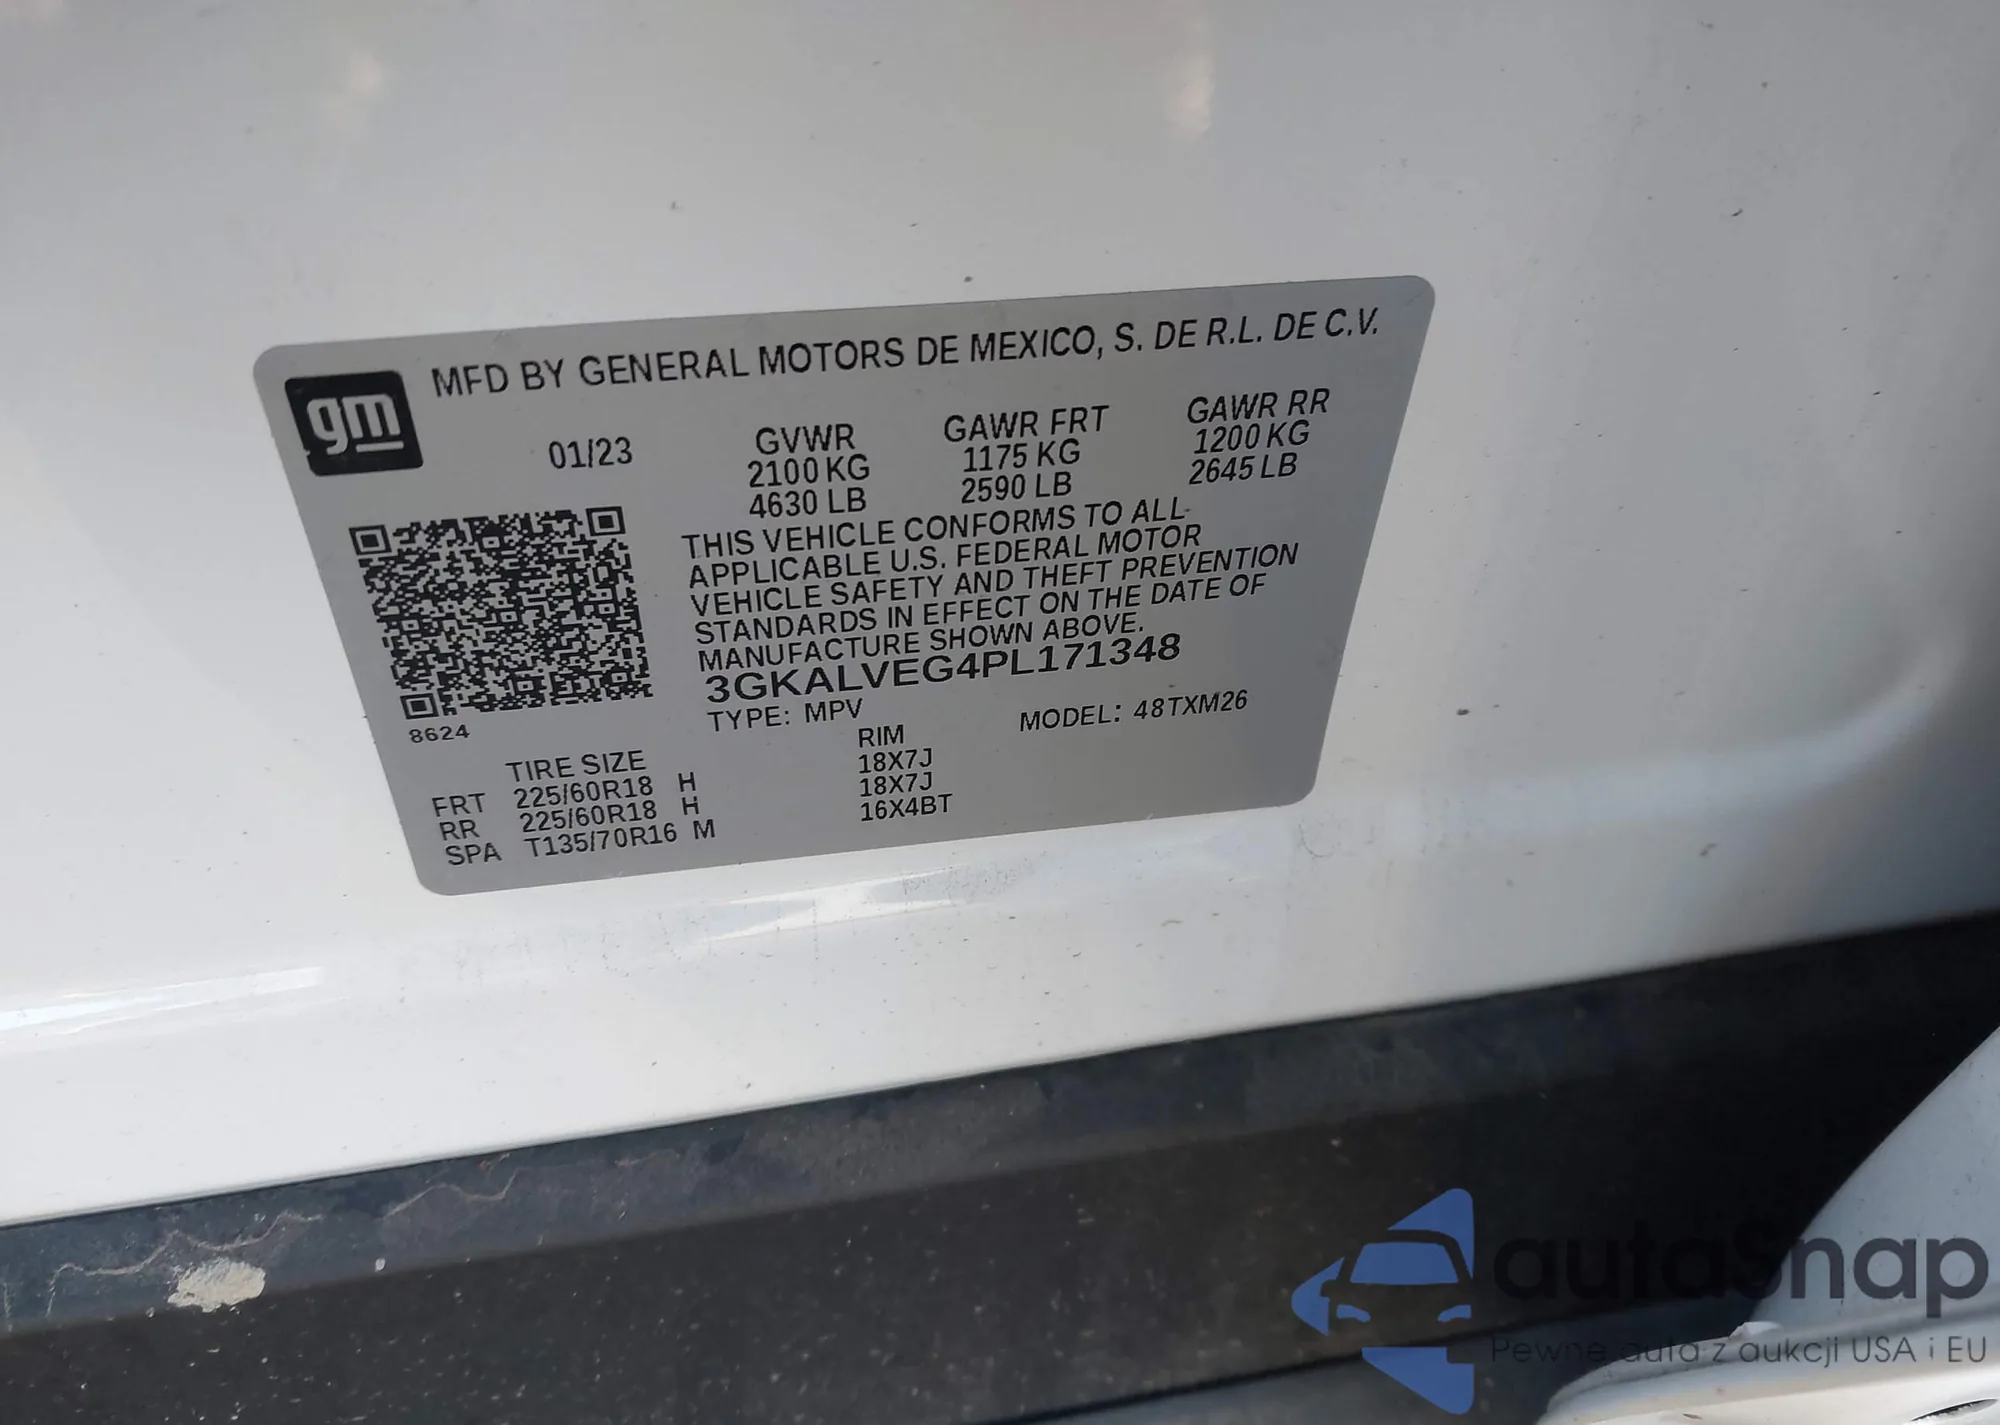 gm
MFD BY GENERAL MOTORS DE MEXICO, S. DE R.L. DE C.V.
01/23
GVWR
2100 KG
4630 LB
GAWR FRT
1175 KG
2590 LB
GAWR RR
1200 KG
2645 LB
THIS VEHICLE CONFORMS TO ALL
APPLICABLE U.S. FEDERAL MOTOR
VEHICLE SAFETY AND THEFT PREVENTION
STANDARDS IN EFFECT ON THE DATE OF
MANUFACTURE SHOWN ABOVE.
3GKALVEG4PL171348
TYPE: MPV
MODEL: 48TXM26
8624
TIRE SIZE
RIM
FRT 225/60R18 H 18X7J
RR 225/60R18 H 18X7J
SPA T135/70R16 M 16X4BT
autaSnap
Pewne auta z aukcji USA i EU